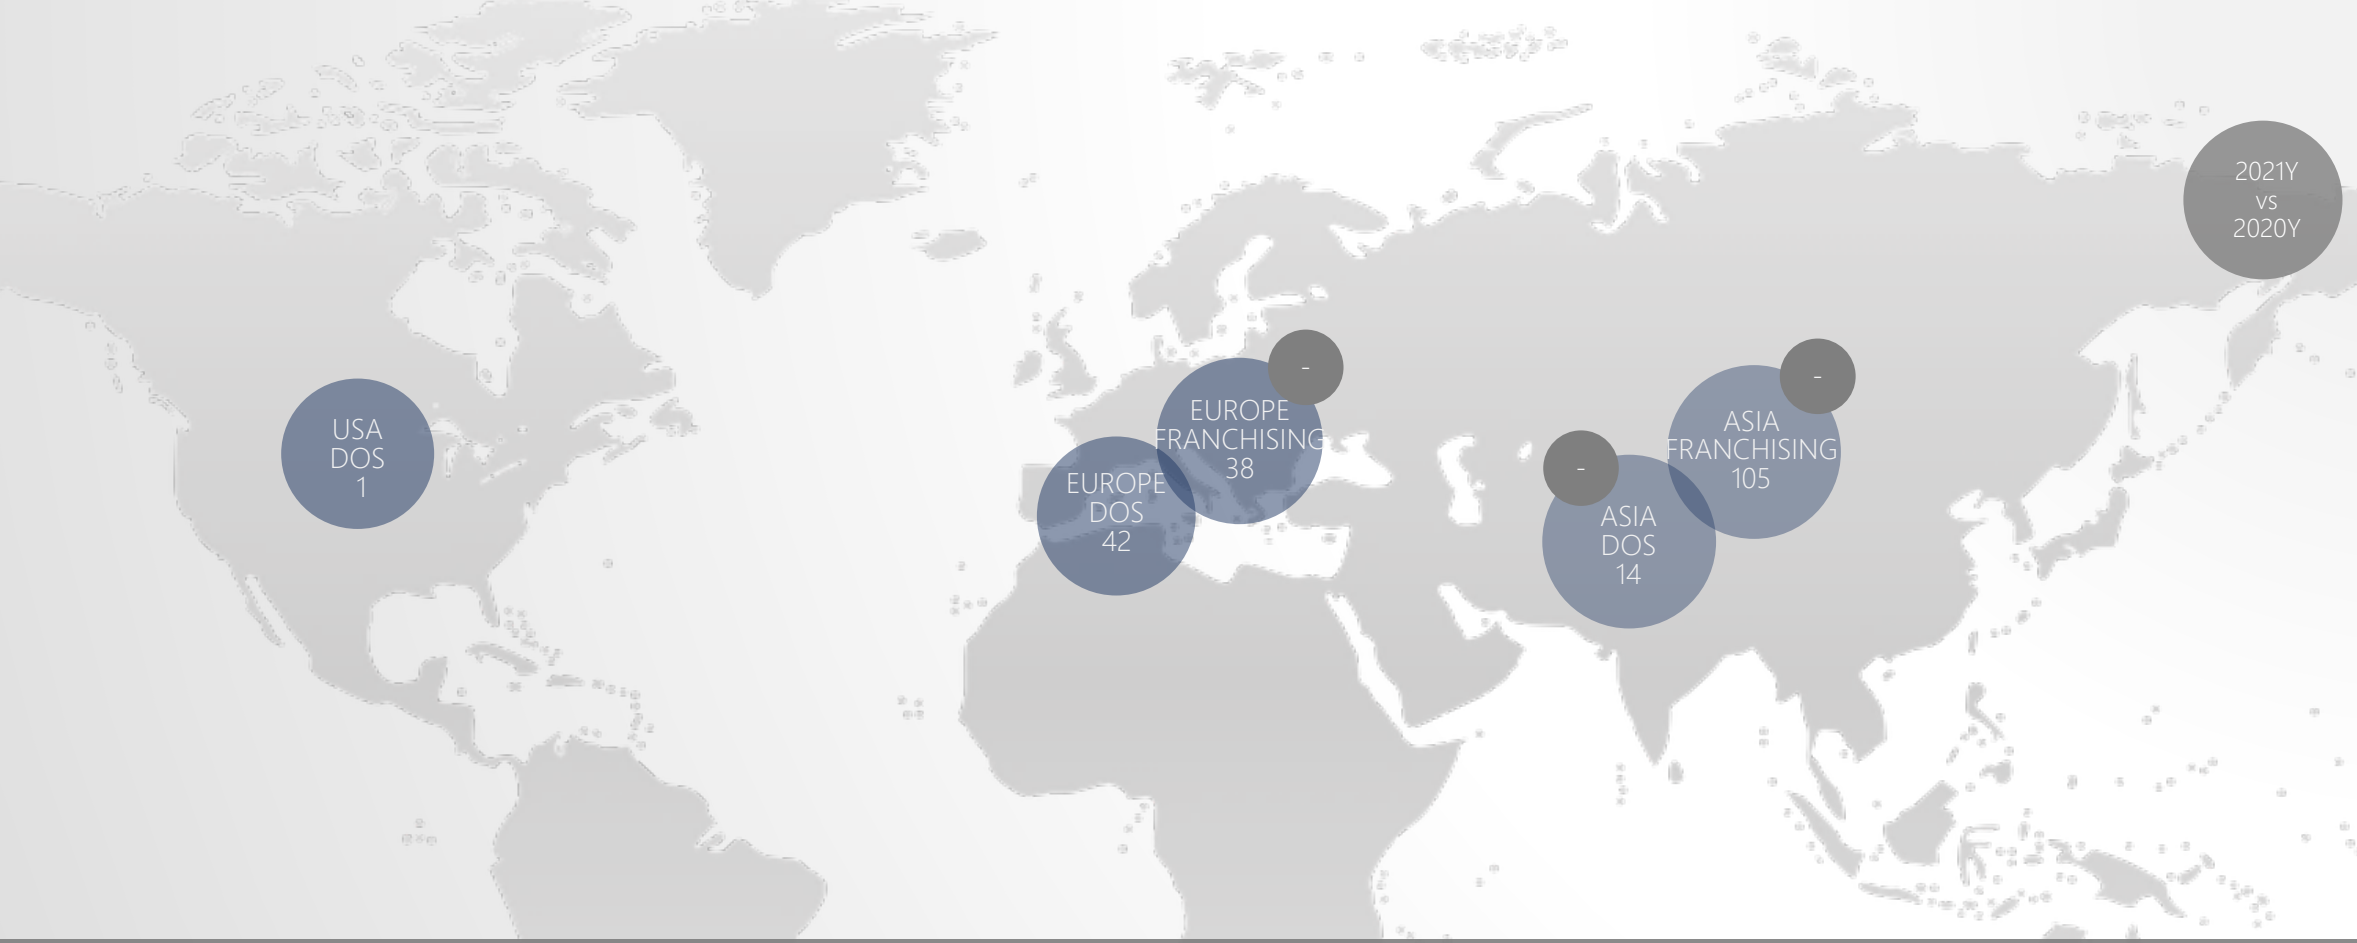 2021Y
vs
2020Y
USA
DOS
1
EUROPE
DOS
42
EUROPE
FRANCHISING
38
-
ASIA
DOS
14
-
ASIA
FRANCHISING
105
-